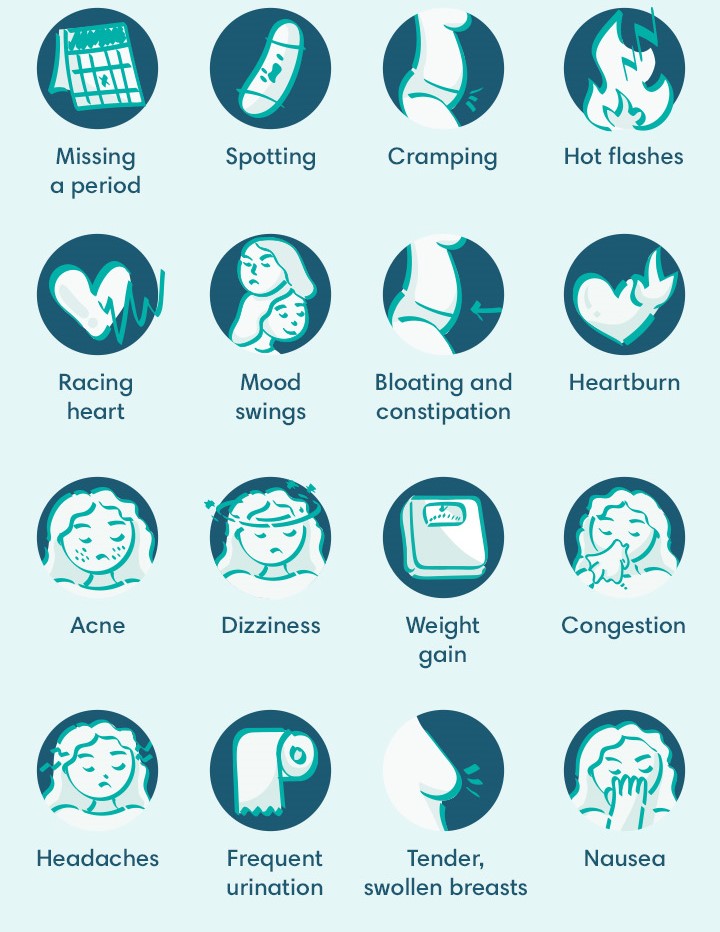 Missing
a period
Spotting
Cramping
Hot flashes
Racing
heart
Mood
swings
Bloating and
constipation
Heartburn
Acne
Dizziness
Weight
gain
Congestion
Headaches
Frequent
urination
Tender,
swollen breasts
Nausea